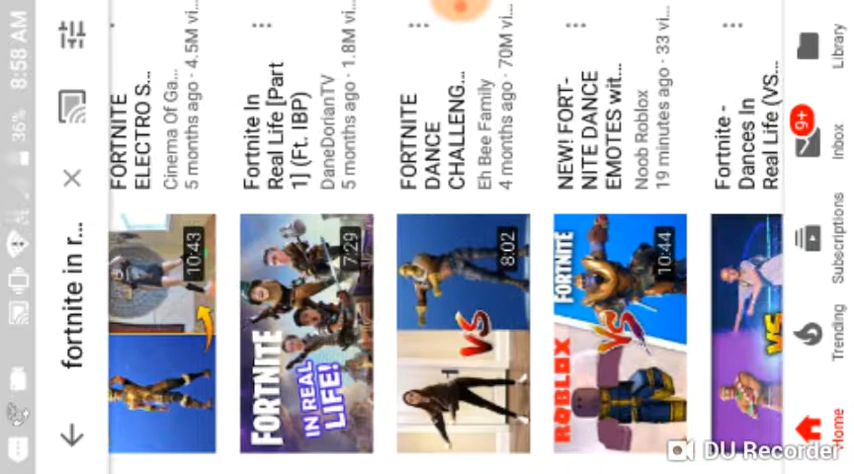 8:58 AM
36%
fortnite in r...
10:43
FORTNITE
ELECTRO S...
Cinema Of Ga...
5 months ago · 4.5M vi...
FORTNITE
IN REAL
LIFE!
7:29
Fortnite In
Real Life [Part
1] (Ft. IBP)
DaneDorianTV
5 months ago · 1.8M vi...
VS
8:02
FORTNITE
DANCE
CHALLENG...
Eh Bee Family
4 months ago · 70M vi...
ROBLOX
VS
FORTNITE
10:44
NEW! FORT-
NITE DANCE
EMOTES wit...
Noob Roblox
19 minutes ago · 33 vi...
VS
Fortnite -
Dances In
Real Life (VS...
Home
Trending
Subscriptions
9+
Inbox
Library
DU Recorder